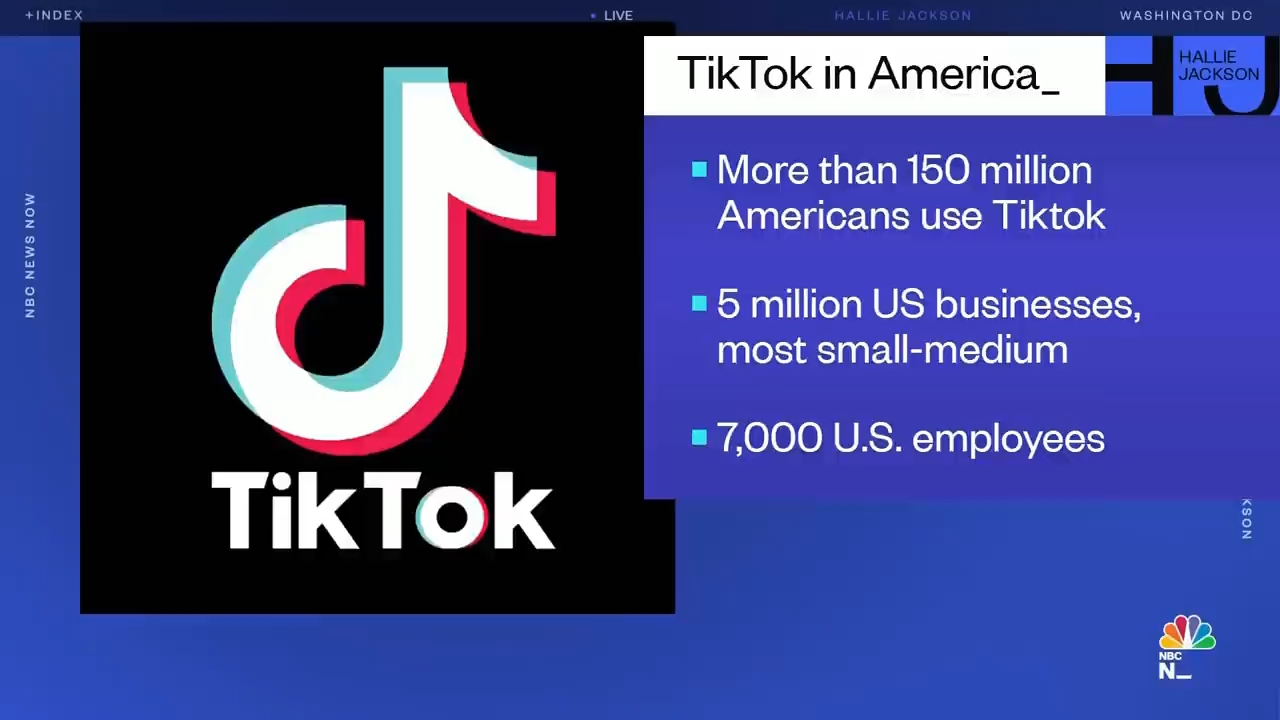 +INDEX
LIVE
HALLIE JACKSON
WASHINGTON DC
TikTok in America_
HALLIE
JACKSON
HJ
NBC NEWS NOW
More than 150 million
Americans use Tiktok
5 million US businesses,
most small-medium
7,000 U.S. employees
TikTok
KSON
NBC
N_